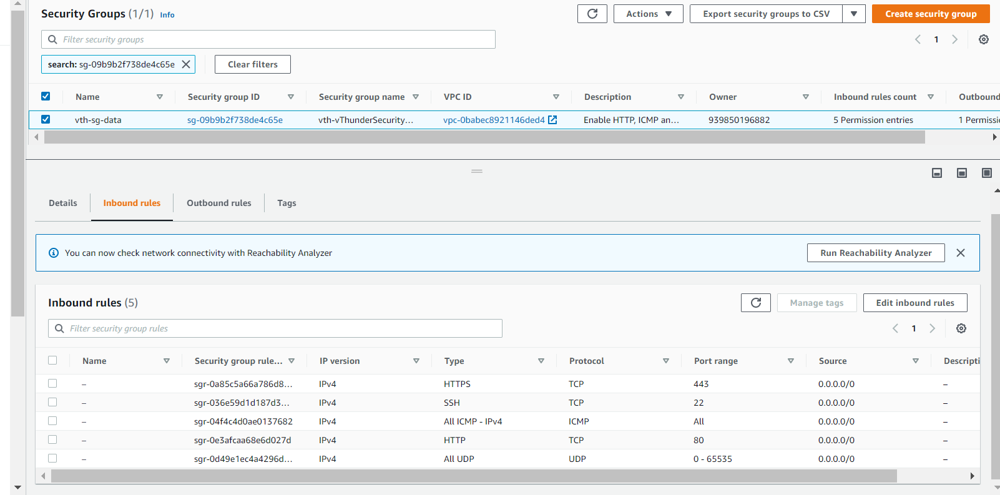 Security Groups (1/1) Info
Actions
Export security groups to CSV
Create security group
Filter security groups
1
search: sg-09b9b2f738de4c65e
Clear filters
Name Security group ID Security group name VPC ID Description Owner Inbound rules count Outbound
vth-sg-data sg-09b9b2f738de4c65e vth-vThunderSecurity... vpc-0babec8921146ded4 Enable HTTP, ICMP an... 939850196882 5 Permission entries 1 Permissi
Details Inbound rules Outbound rules Tags
You can now check network connectivity with Reachability Analyzer Run Reachability Analyzer
Inbound rules (5) Manage tags Edit inbound rules
Filter security group rules 1
Name Security group rule... IP version Type Protocol Port range Source Descripti
– sgr-0a85c5a66a786d8... IPv4 HTTPS TCP 443 0.0.0.0/0 –
– sgr-036e59d1d187d3... IPv4 SSH TCP 22 0.0.0.0/0 –
– sgr-04f4c4d0ae0137682 IPv4 All ICMP - IPv4 ICMP All 0.0.0.0/0 –
– sgr-0e3afcaa68e6d027d IPv4 HTTP TCP 80 0.0.0.0/0 –
– sgr-0d49e1ec4a4296d... IPv4 All UDP UDP 0 - 65535 0.0.0.0/0 –